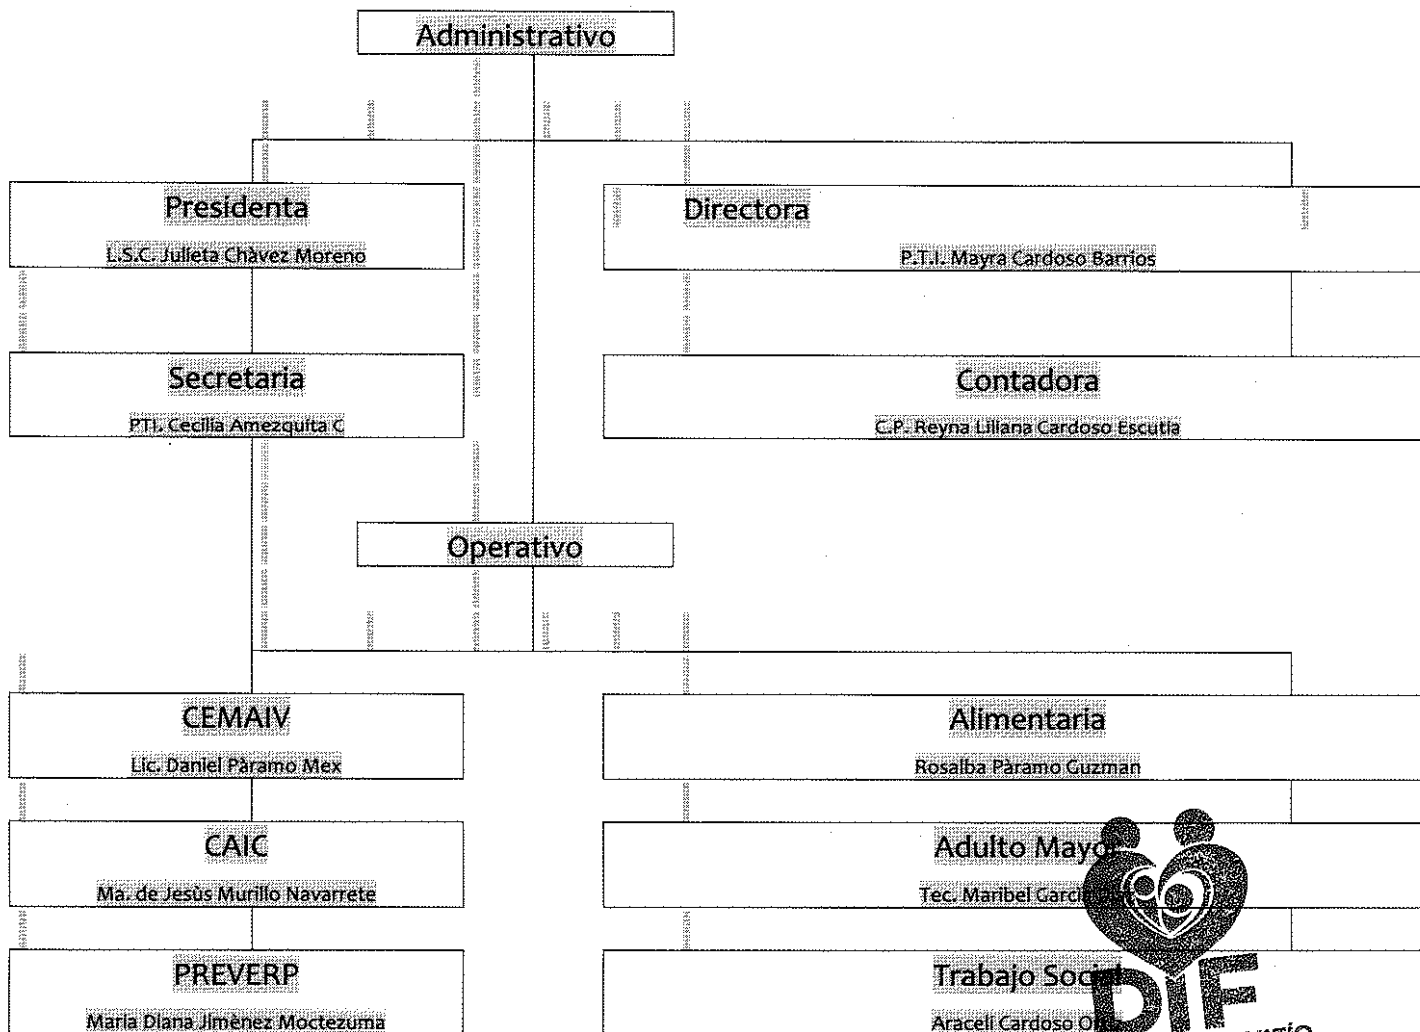 Administrativo
Presidenta
L.S.C. Julieta Chàvez Moreno
Directora
P.T.I. Mayra Cardoso Barrios
Secretaria
PTI. Cecilia Amezquita C
Contadora
C.P. Reyna Liliana Cardoso Escutia
Operativo
CEMAIV
Lic. Daniel Pàramo Mex
Alimentaria
Rosalba Pàramo Guzman
CAIC
Ma. de Jesùs Murillo Navarrete
Adulto Mayor
Tec. Maribel
PREVERP
Maria Diana Jimènez Moctezuma
Trabajo Social
Araceli Cardoso
DIF